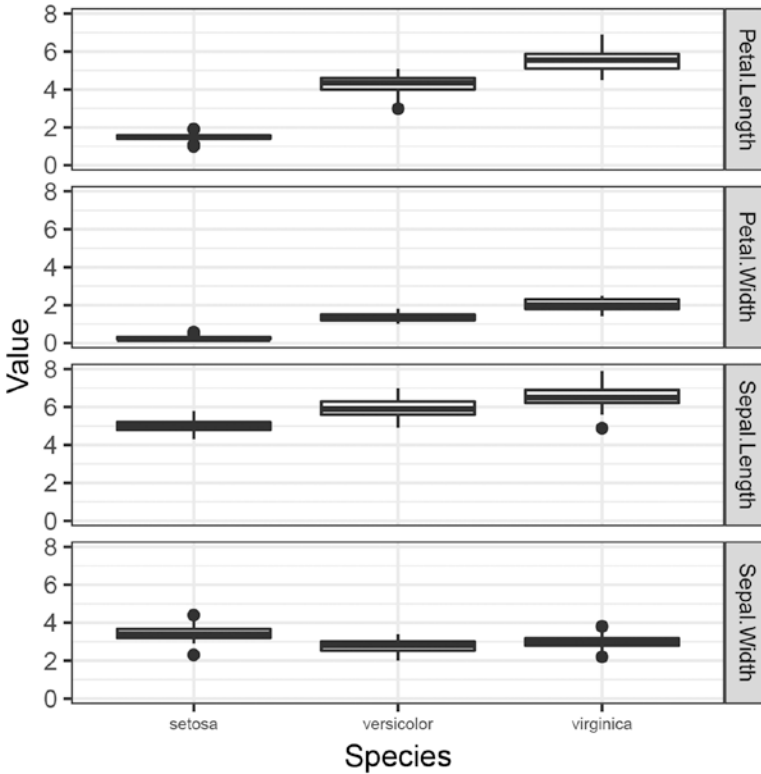 Value
8
6
4
2
0
Petal.Length
8
6
4
2
0
Petal.Width
8
6
4
2
0
Sepal.Length
8
6
4
2
0
Sepal.Width
setosa versicolor virginica
Species